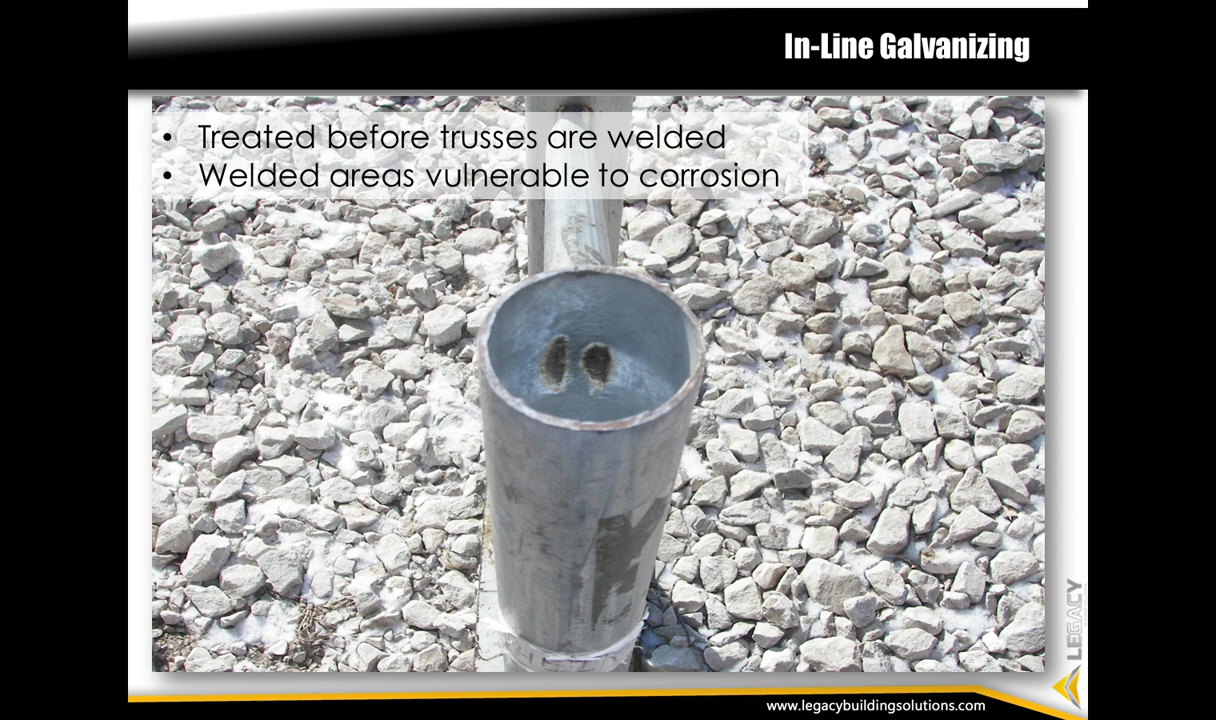 In-Line Galvanizing
• Treated before trusses are welded
• Welded areas vulnerable to corrosion
LEGACY
www.legacybuildingsolutions.com